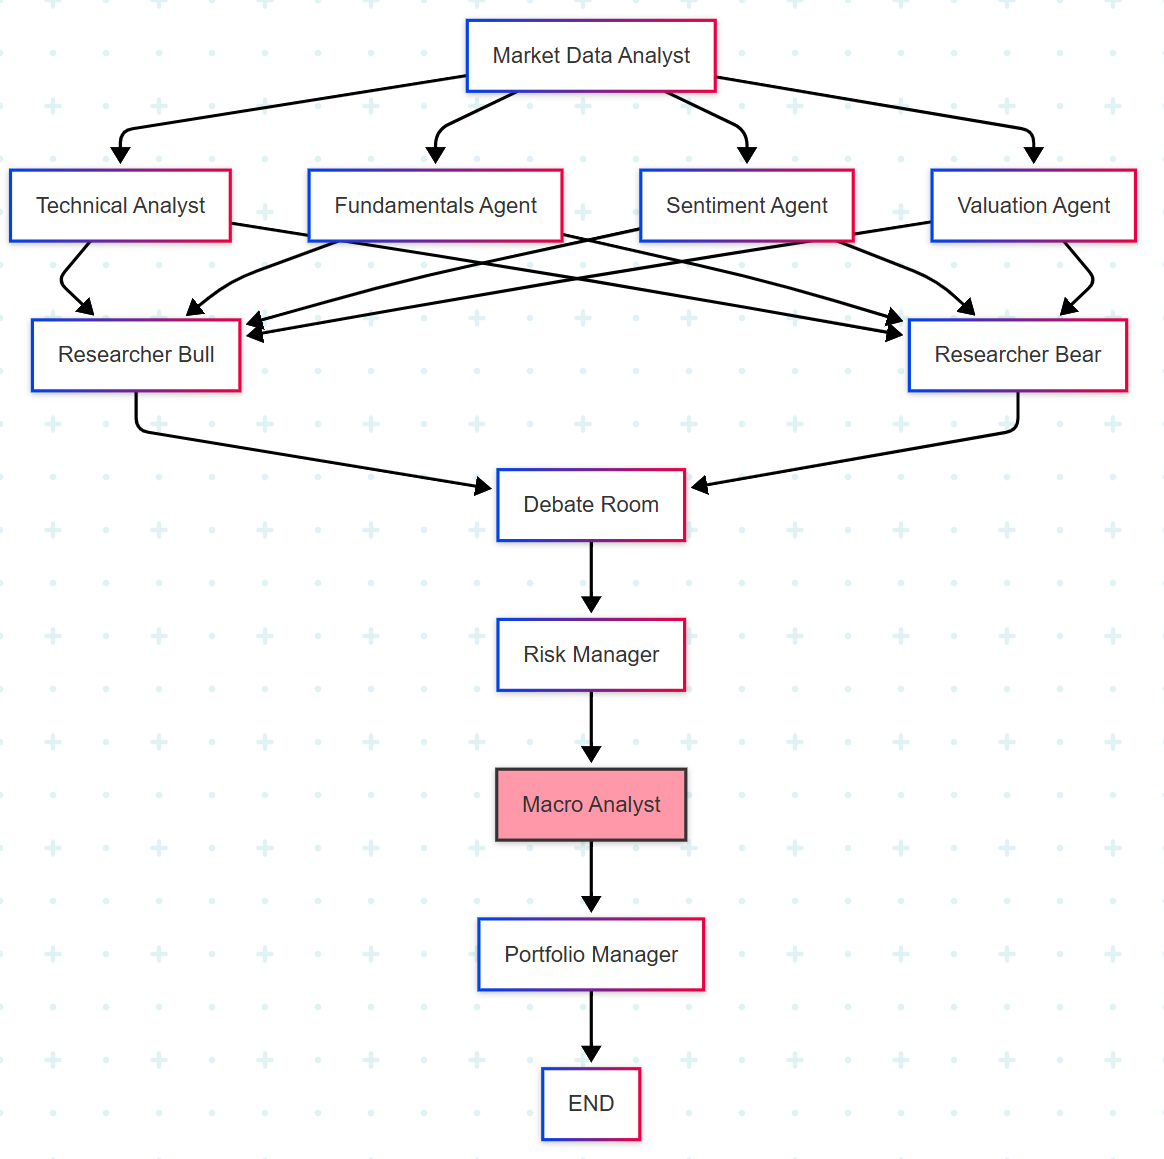 Market Data Analyst
Technical Analyst
Fundamentals Agent
Sentiment Agent
Valuation Agent
Researcher Bull
Researcher Bear
Debate Room
Risk Manager
Macro Analyst
Portfolio Manager
END